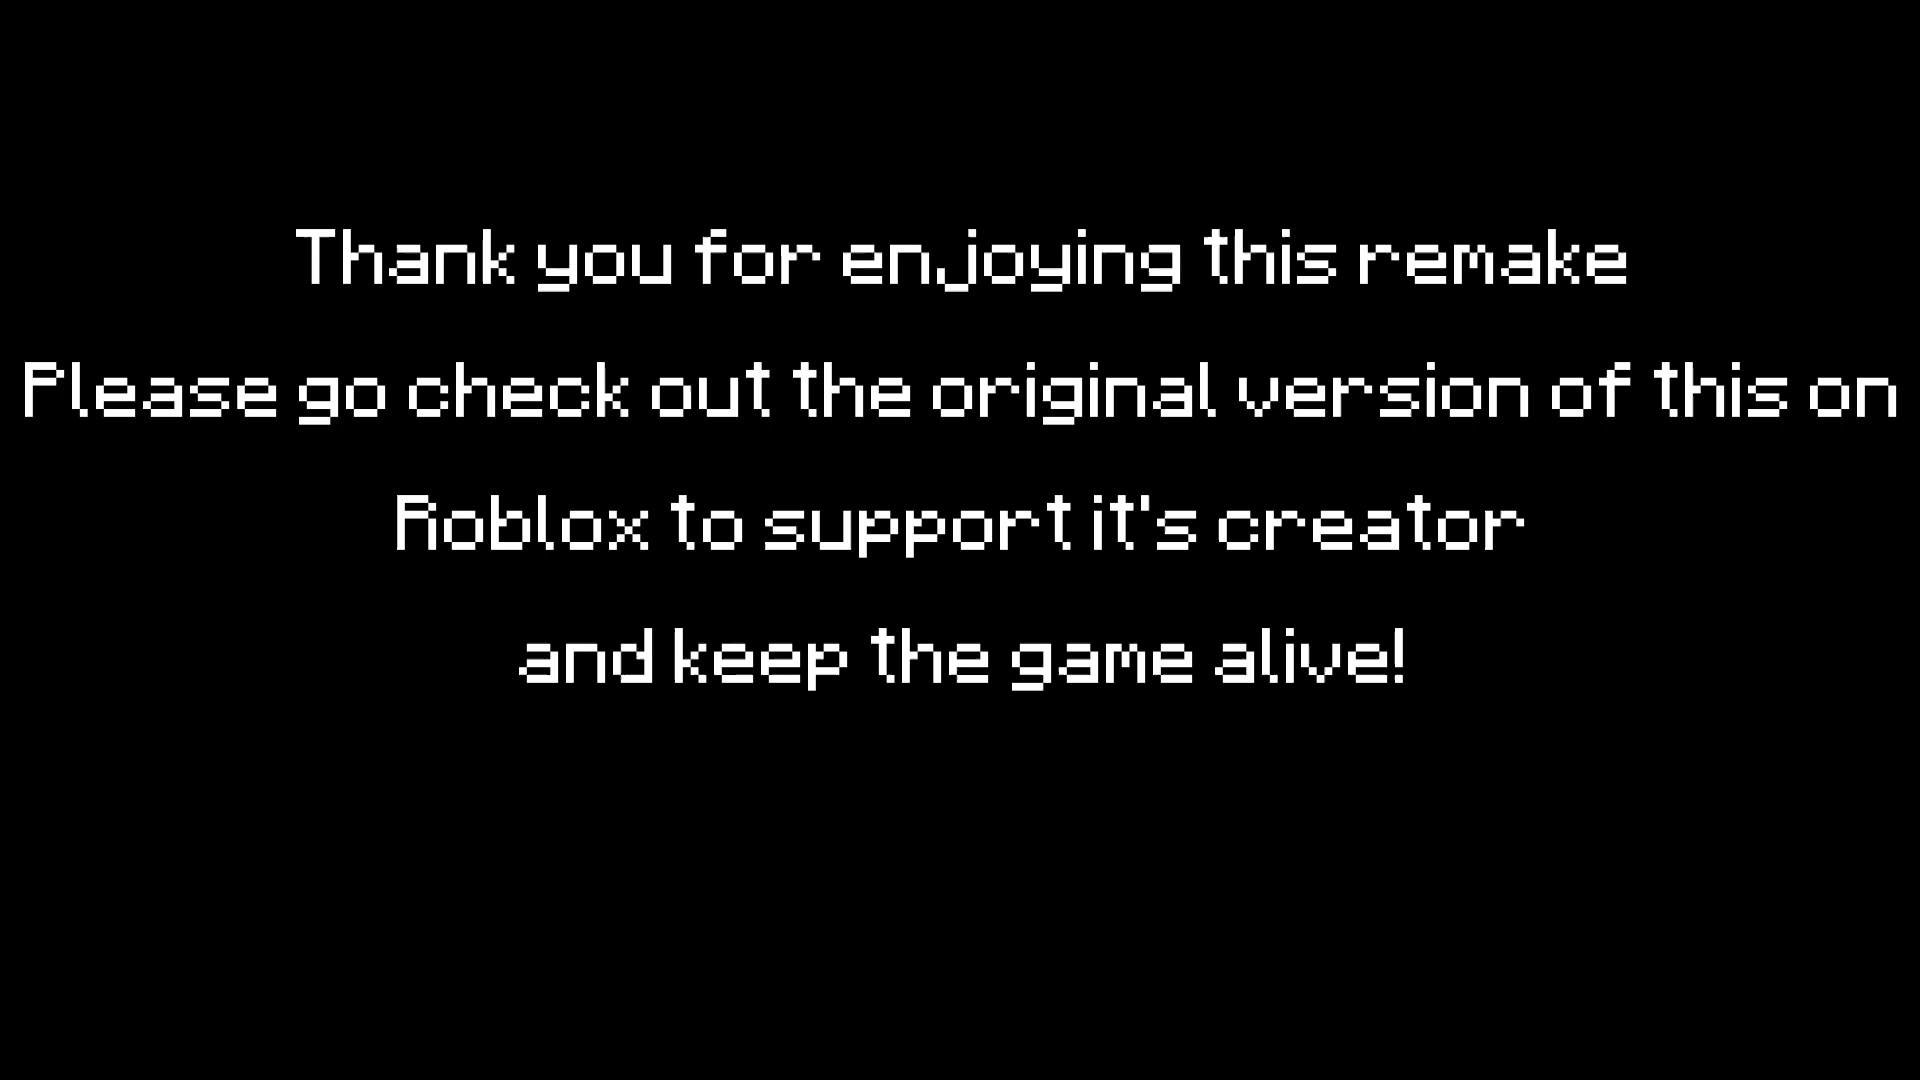 Thank you for enjoying this remake
Please go check out the original version of this on
Roblox to support it's creator
and keep the game alive!